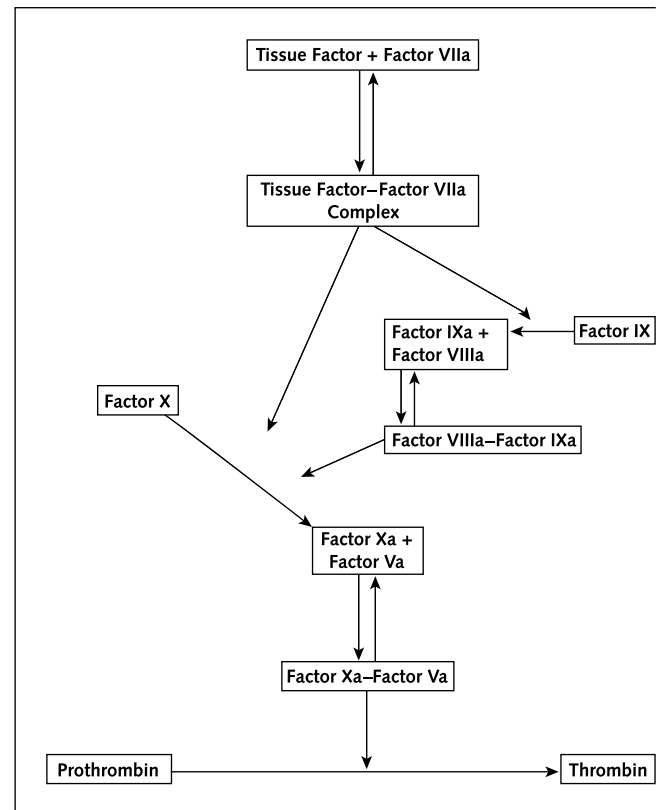 Tissue Factor + Factor VIIa
Tissue Factor–Factor VIIa
Complex
Factor IXa +
Factor VIIIa
Factor IX
Factor X
Factor VIIIa–Factor IXa
Factor Xa +
Factor Va
Factor Xa–Factor Va
Prothrombin
Thrombin